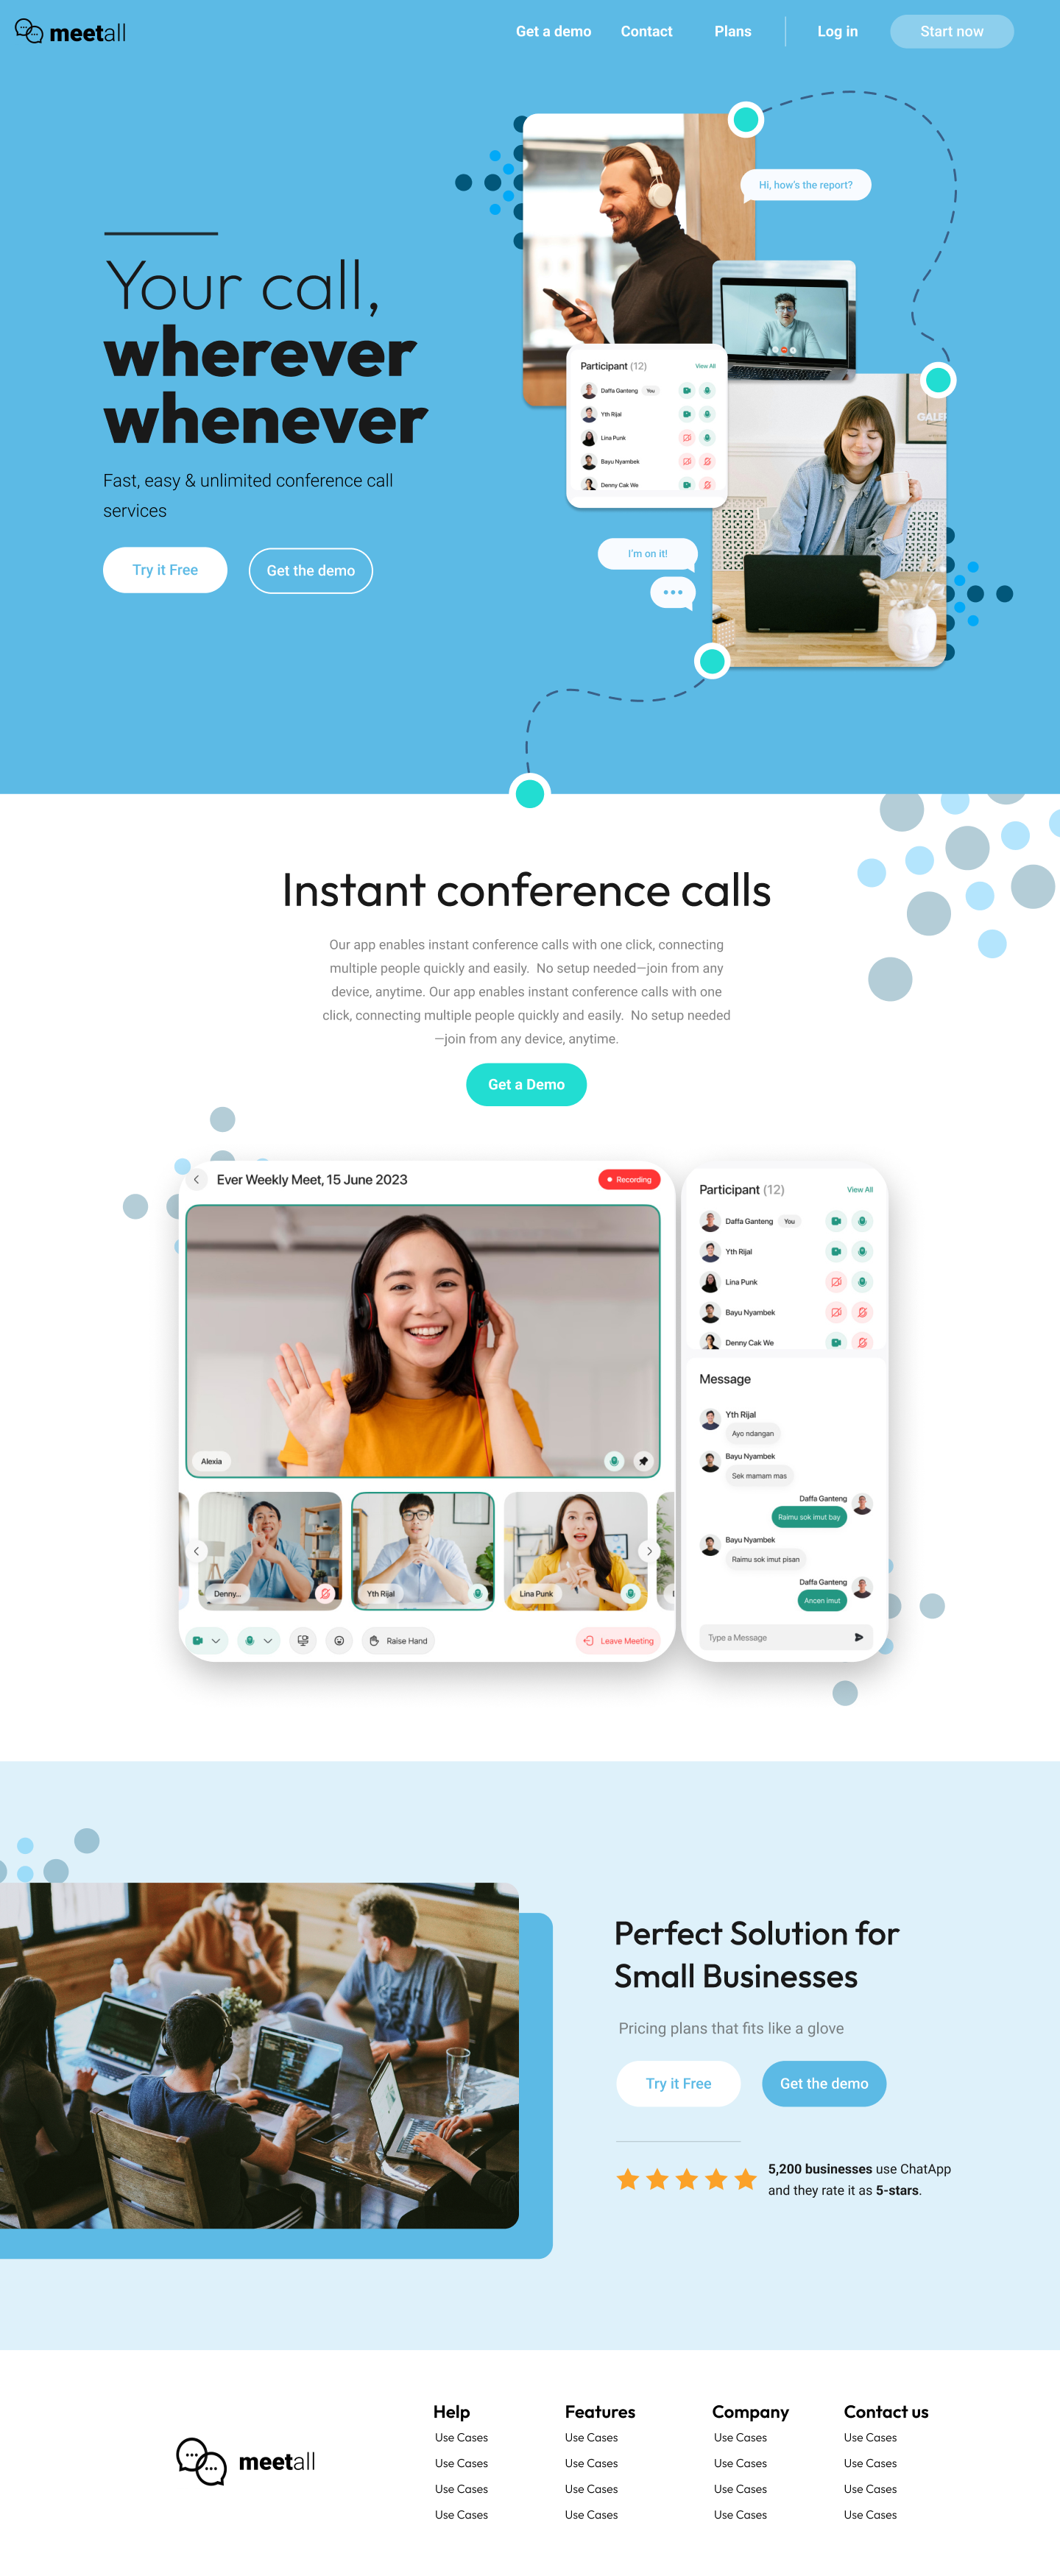 meetall
Get a demo
Contact
Plans
Log in
Start now
Hi, how's the report?
Your call,
wherever
whenever
Fast, easy & unlimited conference call
services
Try it Free
Get the demo
Participant (12)
View All
Daffa Ganteng
You
Yth Rijal
Lina Punk
Bayu Nyambek
Denny Cak We
I'm on it!
Instant conference calls
Our app enables instant conference calls with one click, connecting
multiple people quickly and easily.  No setup needed—join from any
device, anytime. Our app enables instant conference calls with one
click, connecting multiple people quickly and easily.  No setup needed
—join from any device, anytime.
Get a Demo
Ever Weekly Meet, 15 June 2023
Recording
Alexia
Denny...
Yth Rijal
Lina Punk
Raise Hand
Leave Meeting
Participant (12)
View All
Daffa Ganteng
You
Yth Rijal
Lina Punk
Bayu Nyambek
Denny Cak We
Message
Yth Rijal
Ayo ndangan
Bayu Nyambek
Sek mamam mas
Daffa Ganteng
Raimu sok imut bay
Bayu Nyambek
Raimu sok imut pisan
Daffa Ganteng
Ancen imut
Type a Message
Perfect Solution for
Small Businesses
Pricing plans that fits like a glove
Try it Free
Get the demo
5,200 businesses use ChatApp
and they rate it as 5-stars.
meetall
Help
Use Cases
Use Cases
Use Cases
Use Cases
Features
Use Cases
Use Cases
Use Cases
Use Cases
Company
Use Cases
Use Cases
Use Cases
Use Cases
Contact us
Use Cases
Use Cases
Use Cases
Use Cases